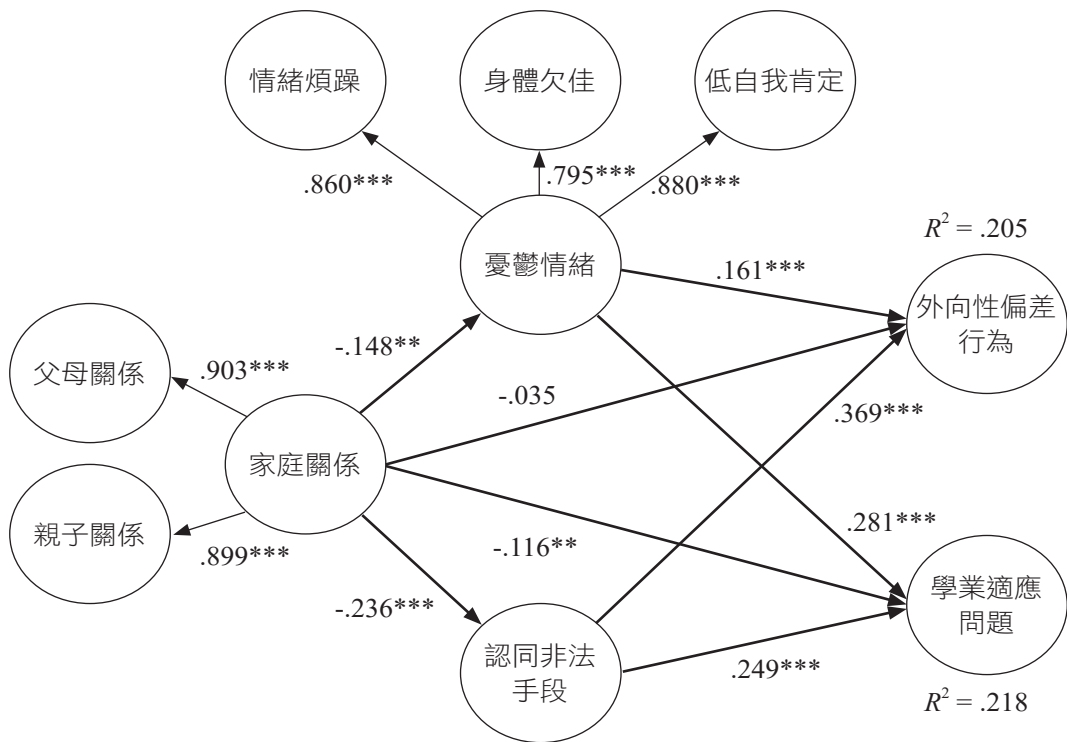 情緒煩躁
身體欠佳
低自我肯定
.860***
.795***
.880***
憂鬱情緒
R² = .205
.161***
外向性偏差
行為
父母關係
.903***
-.148**
-.035
.369***
家庭關係
親子關係
.899***
-.116**
.281***
-.236***
學業適應
問題
認同非法
手段
.249***
R² = .218